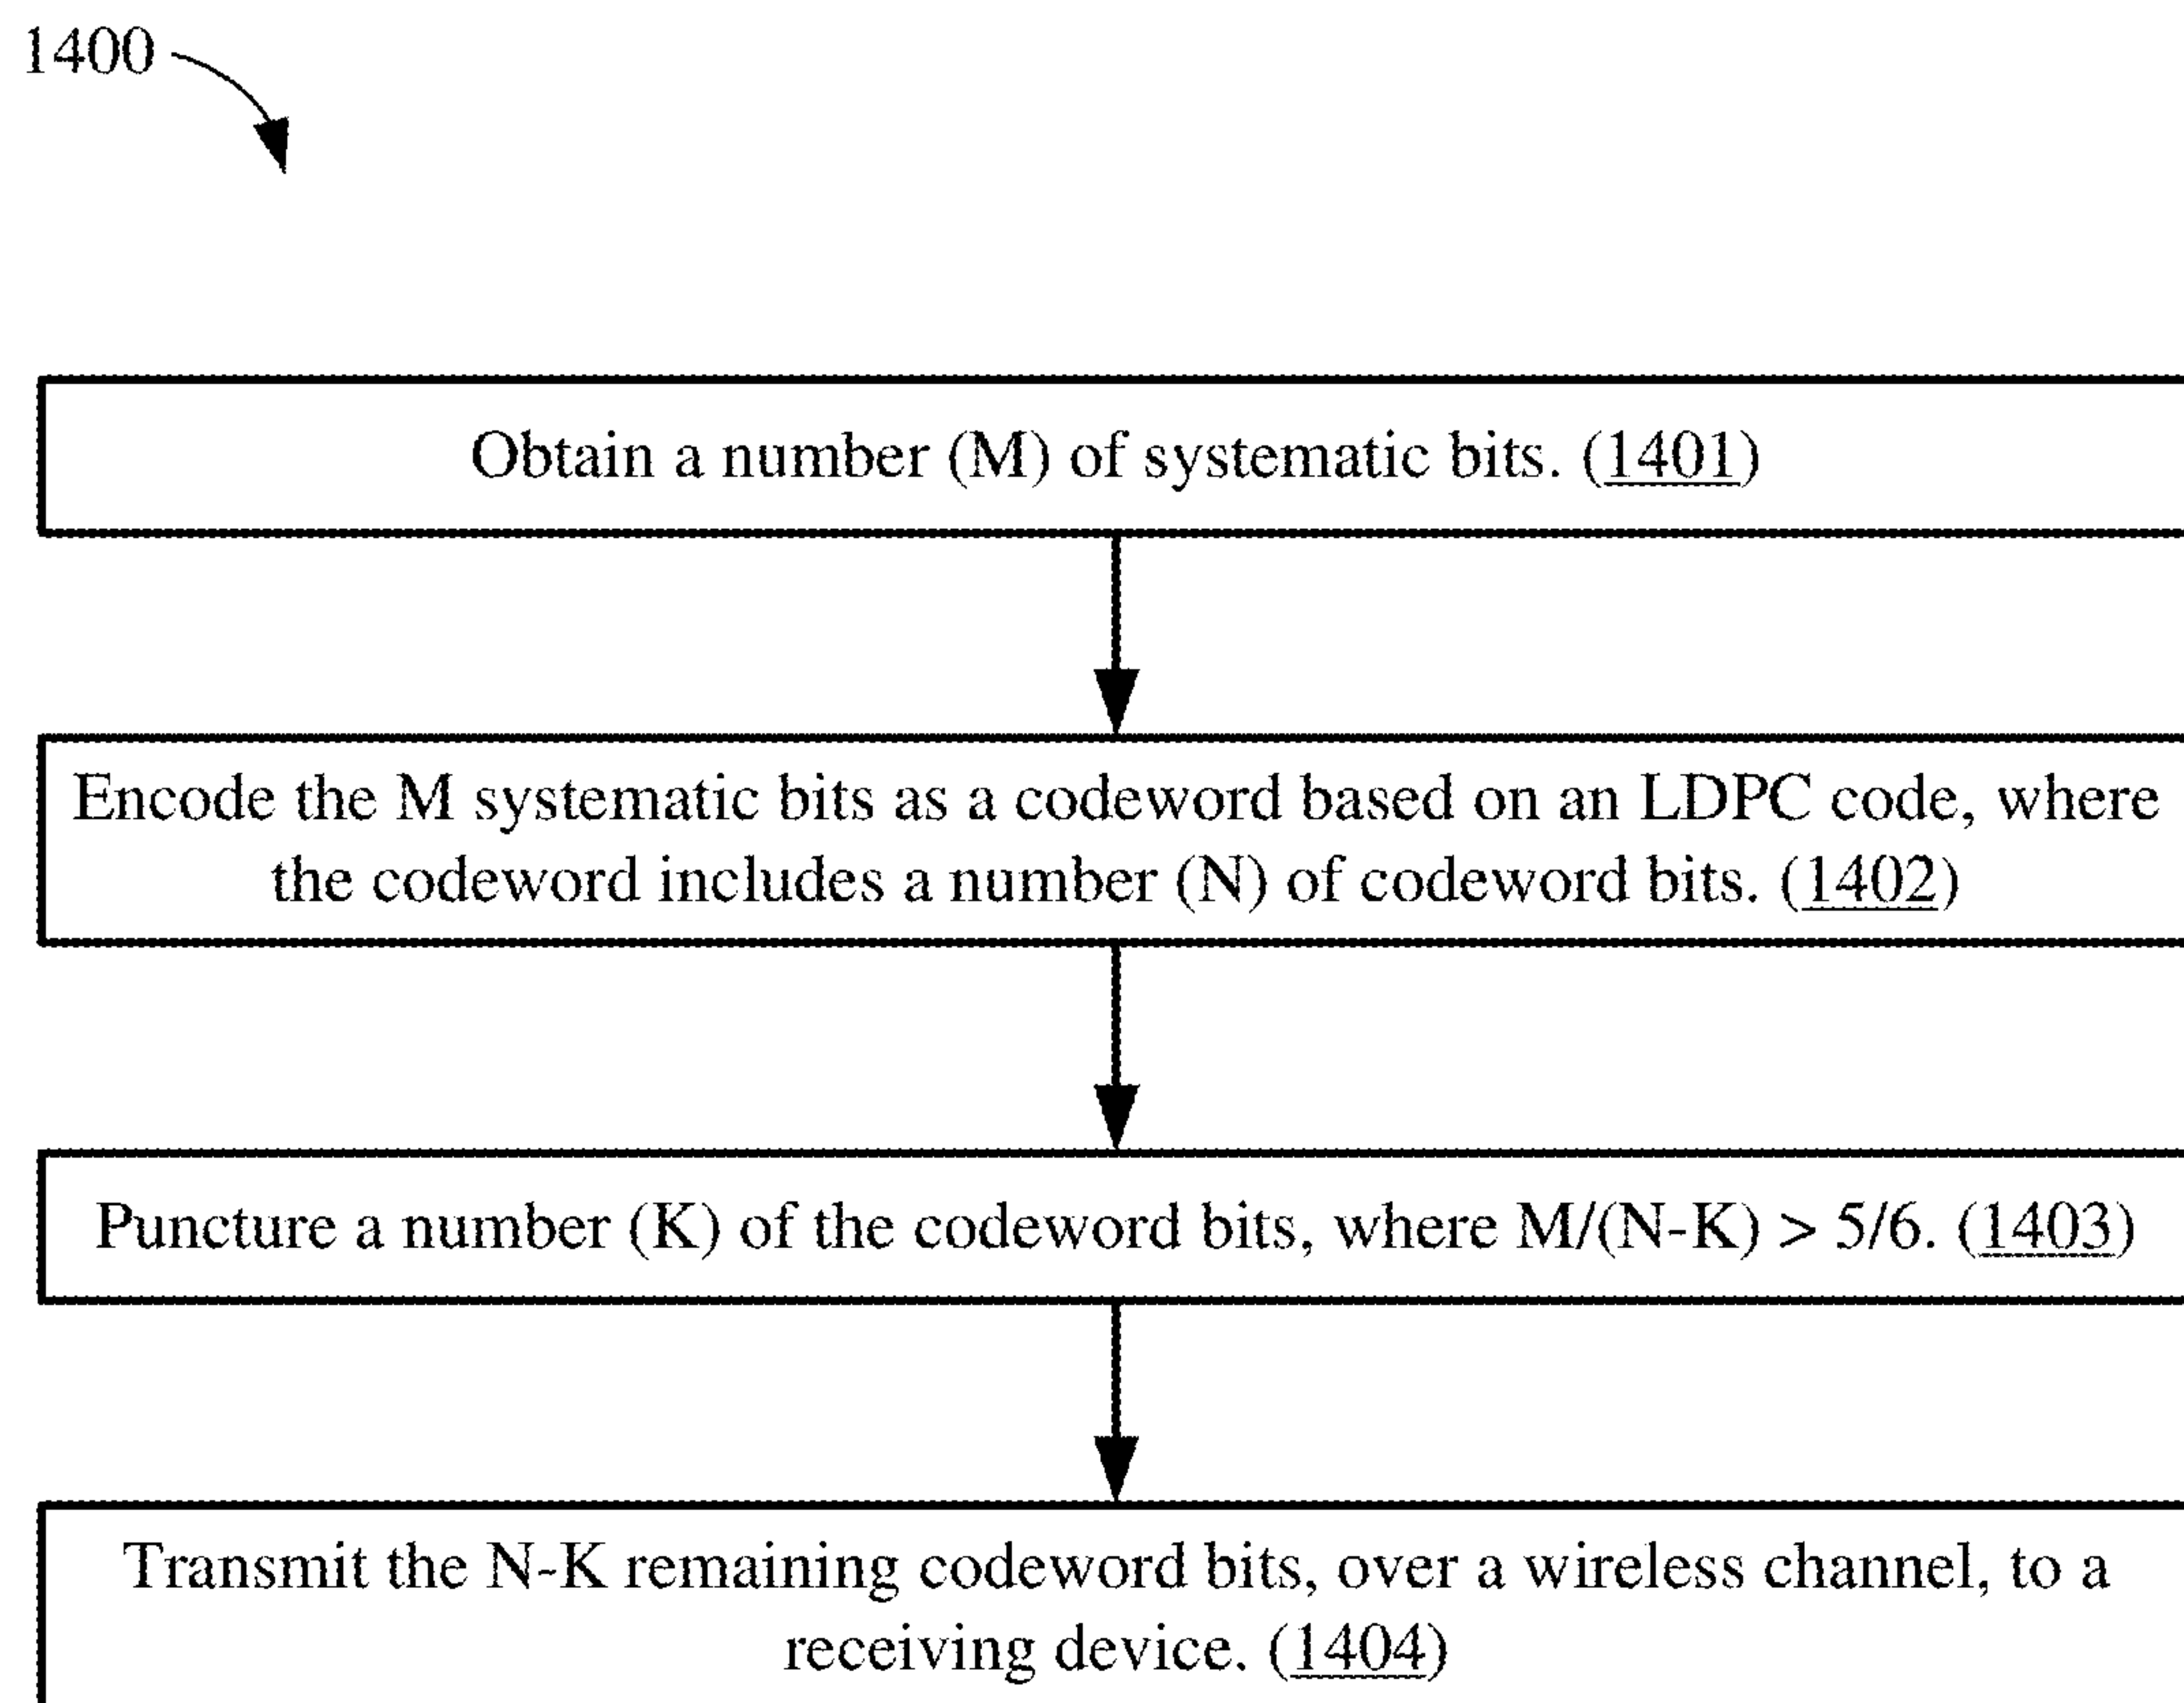 1400
Obtain a number (M) of systematic bits. (1401)
Encode the M systematic bits as a codeword based on an LDPC code, where
the codeword includes a number (N) of codeword bits. (1402)
Puncture a number (K) of the codeword bits, where M/(N-K) > 5/6. (1403)
Transmit the N-K remaining codeword bits, over a wireless channel, to a
receiving device. (1404)